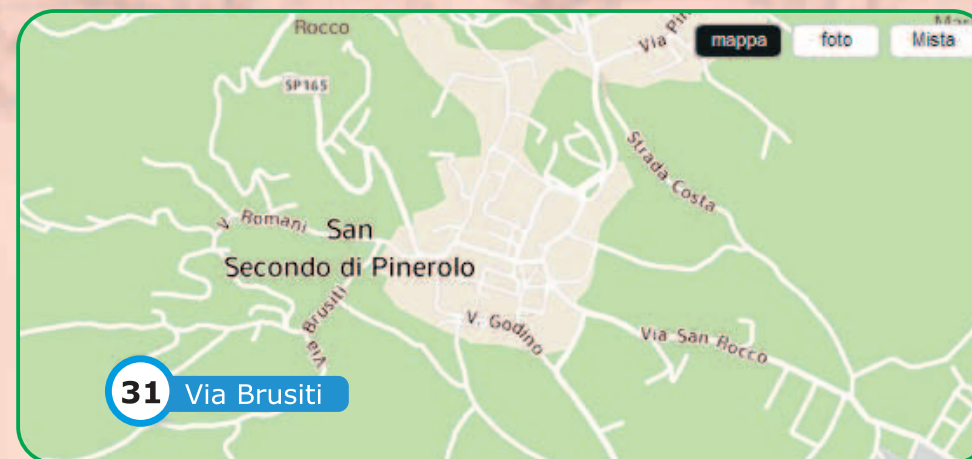 Rocco
Via
mappa
foto
Mista
SP165
Strada Costa
V. Romani
San
Secondo di Pinerolo
Via Brusiti
V. Godino
Via San Rocco
31 Via Brusiti